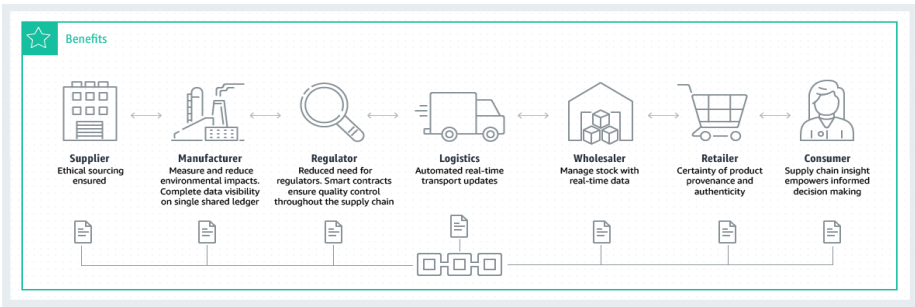 Benefits
Supplier
Ethical sourcing
ensured
Manufacturer
Measure and reduce
environmental impacts.
Complete data visibility
on single shared ledger
Regulator
Reduced need for
regulators. Smart contracts
ensure quality control
throughout the supply chain
Logistics
Automated real-time
transport updates
Wholesaler
Manage stock with
real-time data
Retailer
Certainty of product
provenance and
authenticity
Consumer
Supply chain insight
empowers informed
decision making